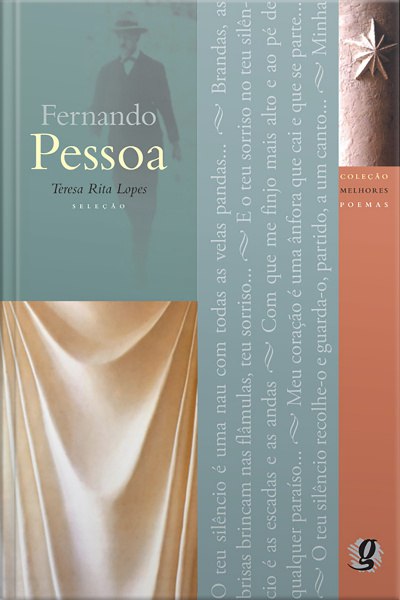 Fernando
Pessoa
Teresa Rita Lopes
SELEÇÃO
O teu silêncio é uma nau com todas as velas pandas... Brandas, as
brisas brincam nas flâmulas, teu sorriso... E o teu sorriso no teu silên-
cio é as escadas e as andas Com que me finjo mais alto e ao pé de
qualquer paraíso... Meu coração é uma ânfora que cai e que se parte...
O teu silêncio recolhe-o e guarda-o, partido, a um canto... Minha
COLEÇÃO
MELHORES
POEMAS
g